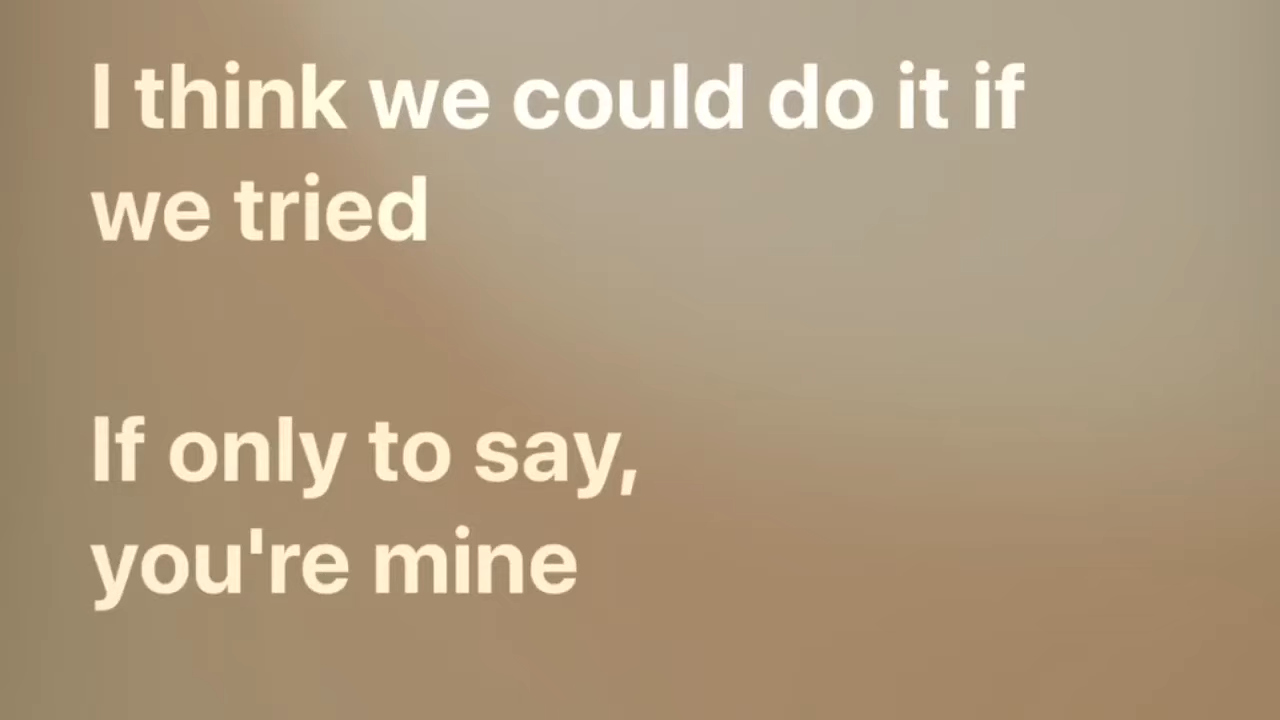 I think we could do it if
we tried
If only to say,
you're mine